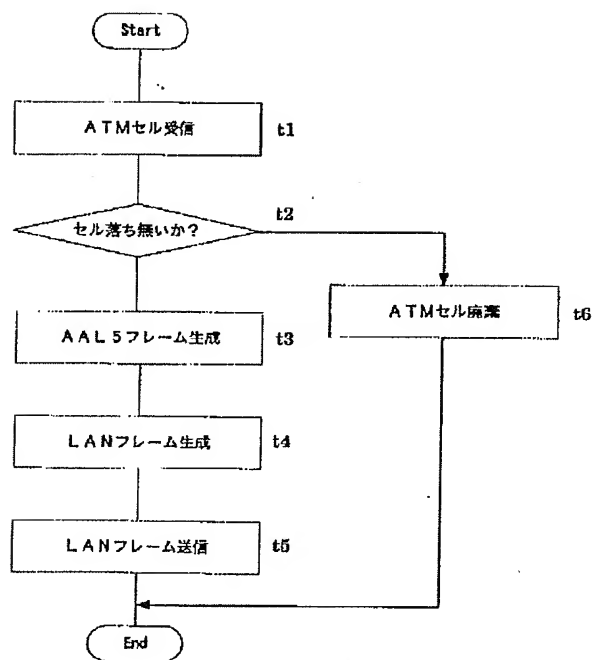 Start
ATMセル受信
t1
セル落ち無いか？
t2
AAL5フレーム生成
t3
ATMセル廃棄
t6
LANフレーム生成
t4
LANフレーム送信
t5
End